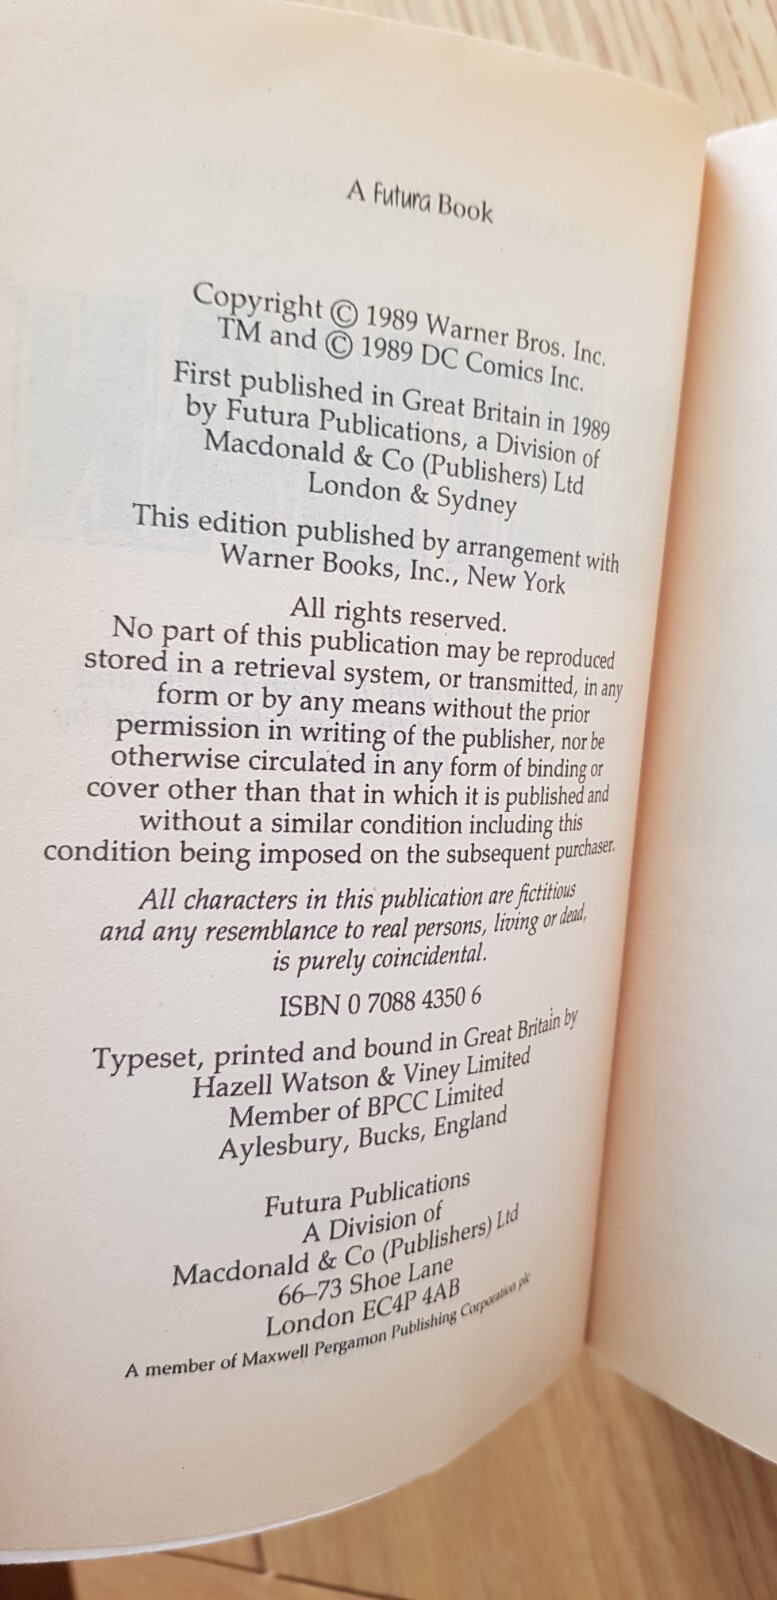 A Futura Book
Copyright © 1989 Warner Bros. Inc.
TM and © 1989 DC Comics Inc.
First published in Great Britain in 1989
by Futura Publications, a Division of
Macdonald & Co (Publishers) Ltd
London & Sydney
This edition published by arrangement with
Warner Books, Inc., New York
All rights reserved.
No part of this publication may be reproduced
stored in a retrieval system, or transmitted, in any
form or by any means without the prior
permission in writing of the publisher, nor be
otherwise circulated in any form of binding or
cover other than that in which it is published and
without a similar condition including this
condition being imposed on the subsequent purchaser.
All characters in this publication are fictitious
and any resemblance to real persons, living or dead,
is purely coincidental.
ISBN 0 7088 4350 6
Typeset, printed and bound in Great Britain by
Hazell Watson & Viney Limited
Member of BPCC Limited
Aylesbury, Bucks, England
Futura Publications
A Division of
Macdonald & Co (Publishers) Ltd
66–73 Shoe Lane
London EC4P 4AB
A member of Maxwell Pergamon Publishing Corporation plc